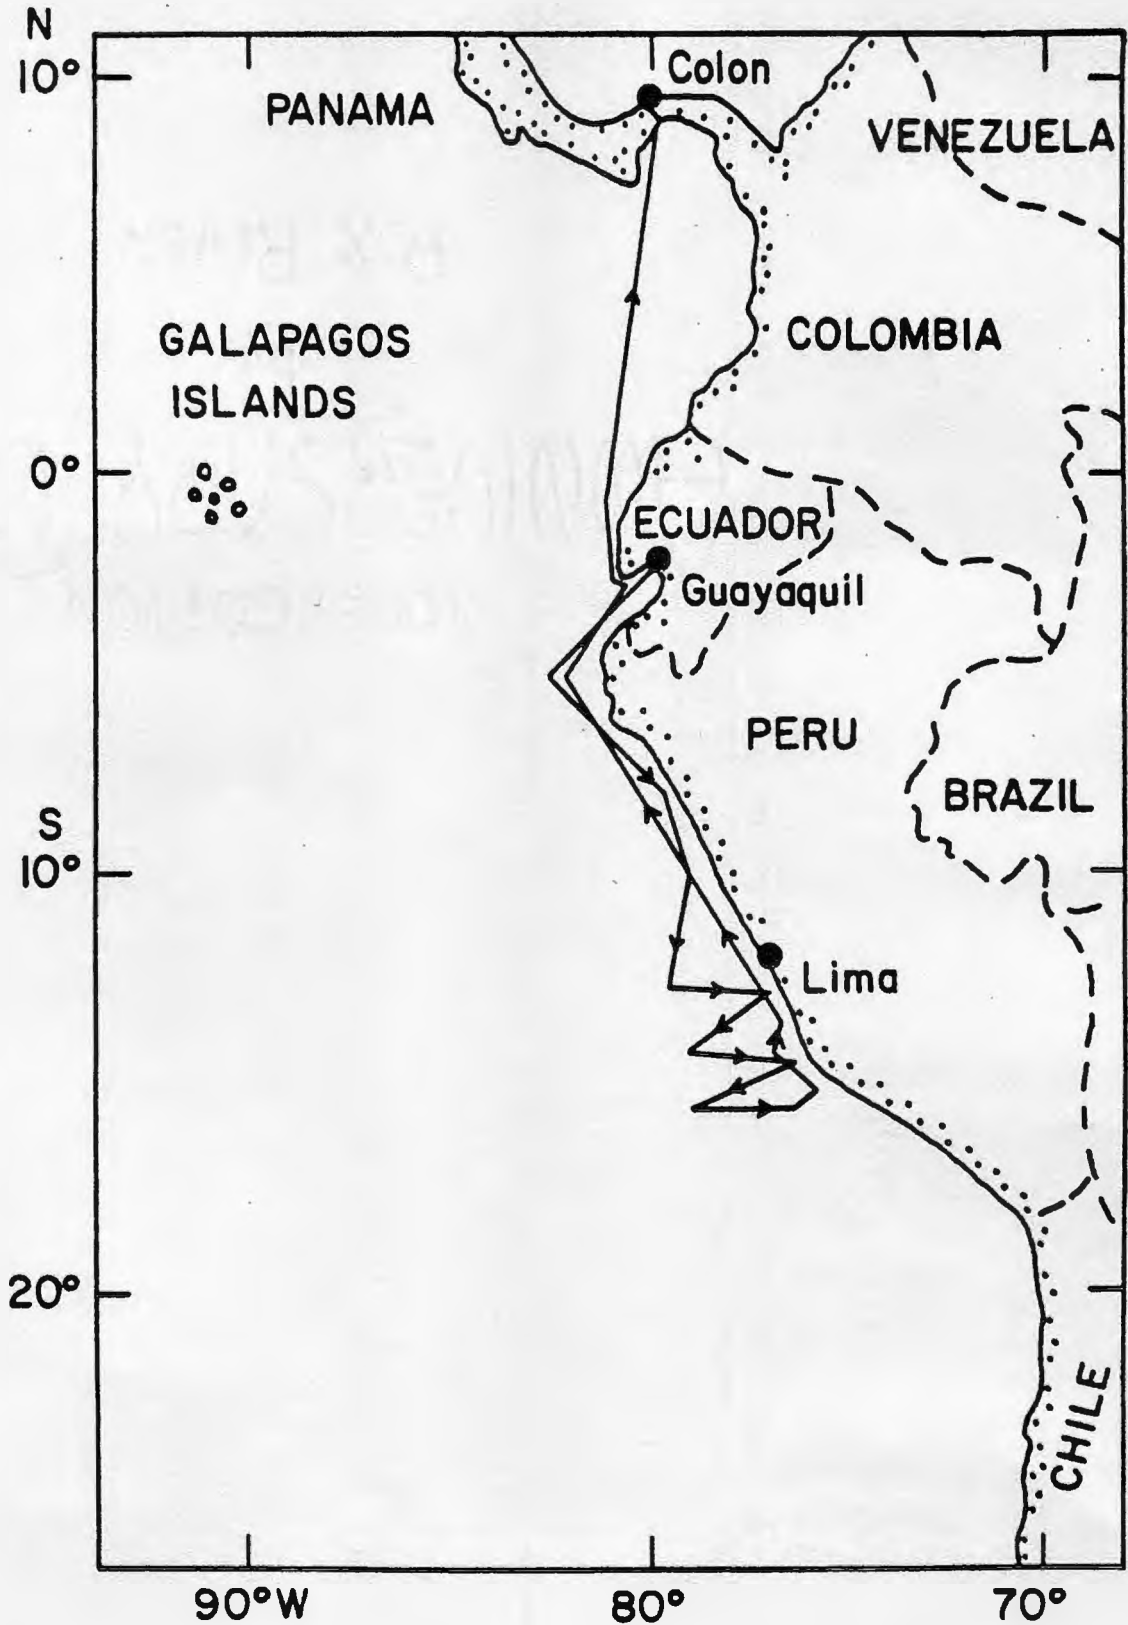 N
10°
Colon
PANAMA
VENEZUELA
GALAPAGOS
ISLANDS
COLOMBIA
0°
ECUADOR
Guayaquil
PERU
BRAZIL
S
10°
Lima
20°
CHILE
90°W
80°
70°